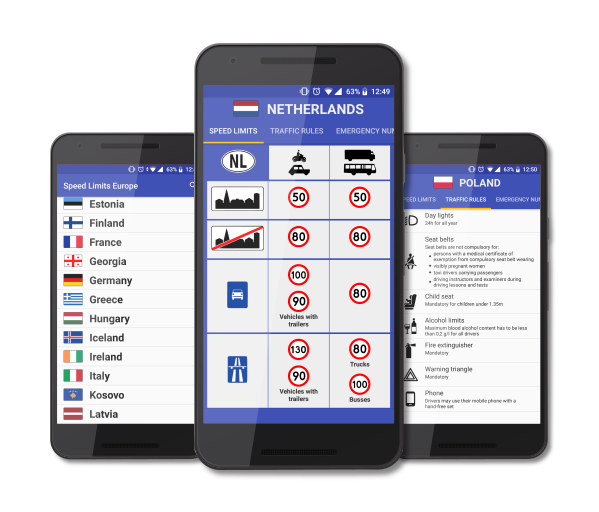 63% 12:
Speed Limits Europe
Estonia
Finland
France
Georgia
Germany
Greece
Hungary
Iceland
Ireland
Italy
Kosovo
Latvia
63% 12:49
NETHERLANDS
SPEED LIMITS TRAFFIC RULES EMERGENCY NUM
NL
50 50
80 80
100
90
Vehicles with
trailers
80
130
90
Vehicles with
trailers
80
Trucks
100
Busses
63% 12:50
POLAND
PEED LIMITS TRAFFIC RULES EMERGENCY NU
Day lights
24h for all year
Seat belts
Seat belts are not compulsory for:
• persons with a medical certificate of
exemption from compulsory seat belt wearing
• visibly pregnant women
• taxi drivers carrying passengers
• driving instructors and examiners during
driving lessons and tests
Child seat
Mandatory for children under 1.35m
Alcohol limits
Maximum blood alcohol content has to be less
than 0.2 g/l for all drivers
Fire extinguisher
Mandatory
Warning triangle
Mandatory
Phone
Drivers may use their mobile phone with a
hand-free set